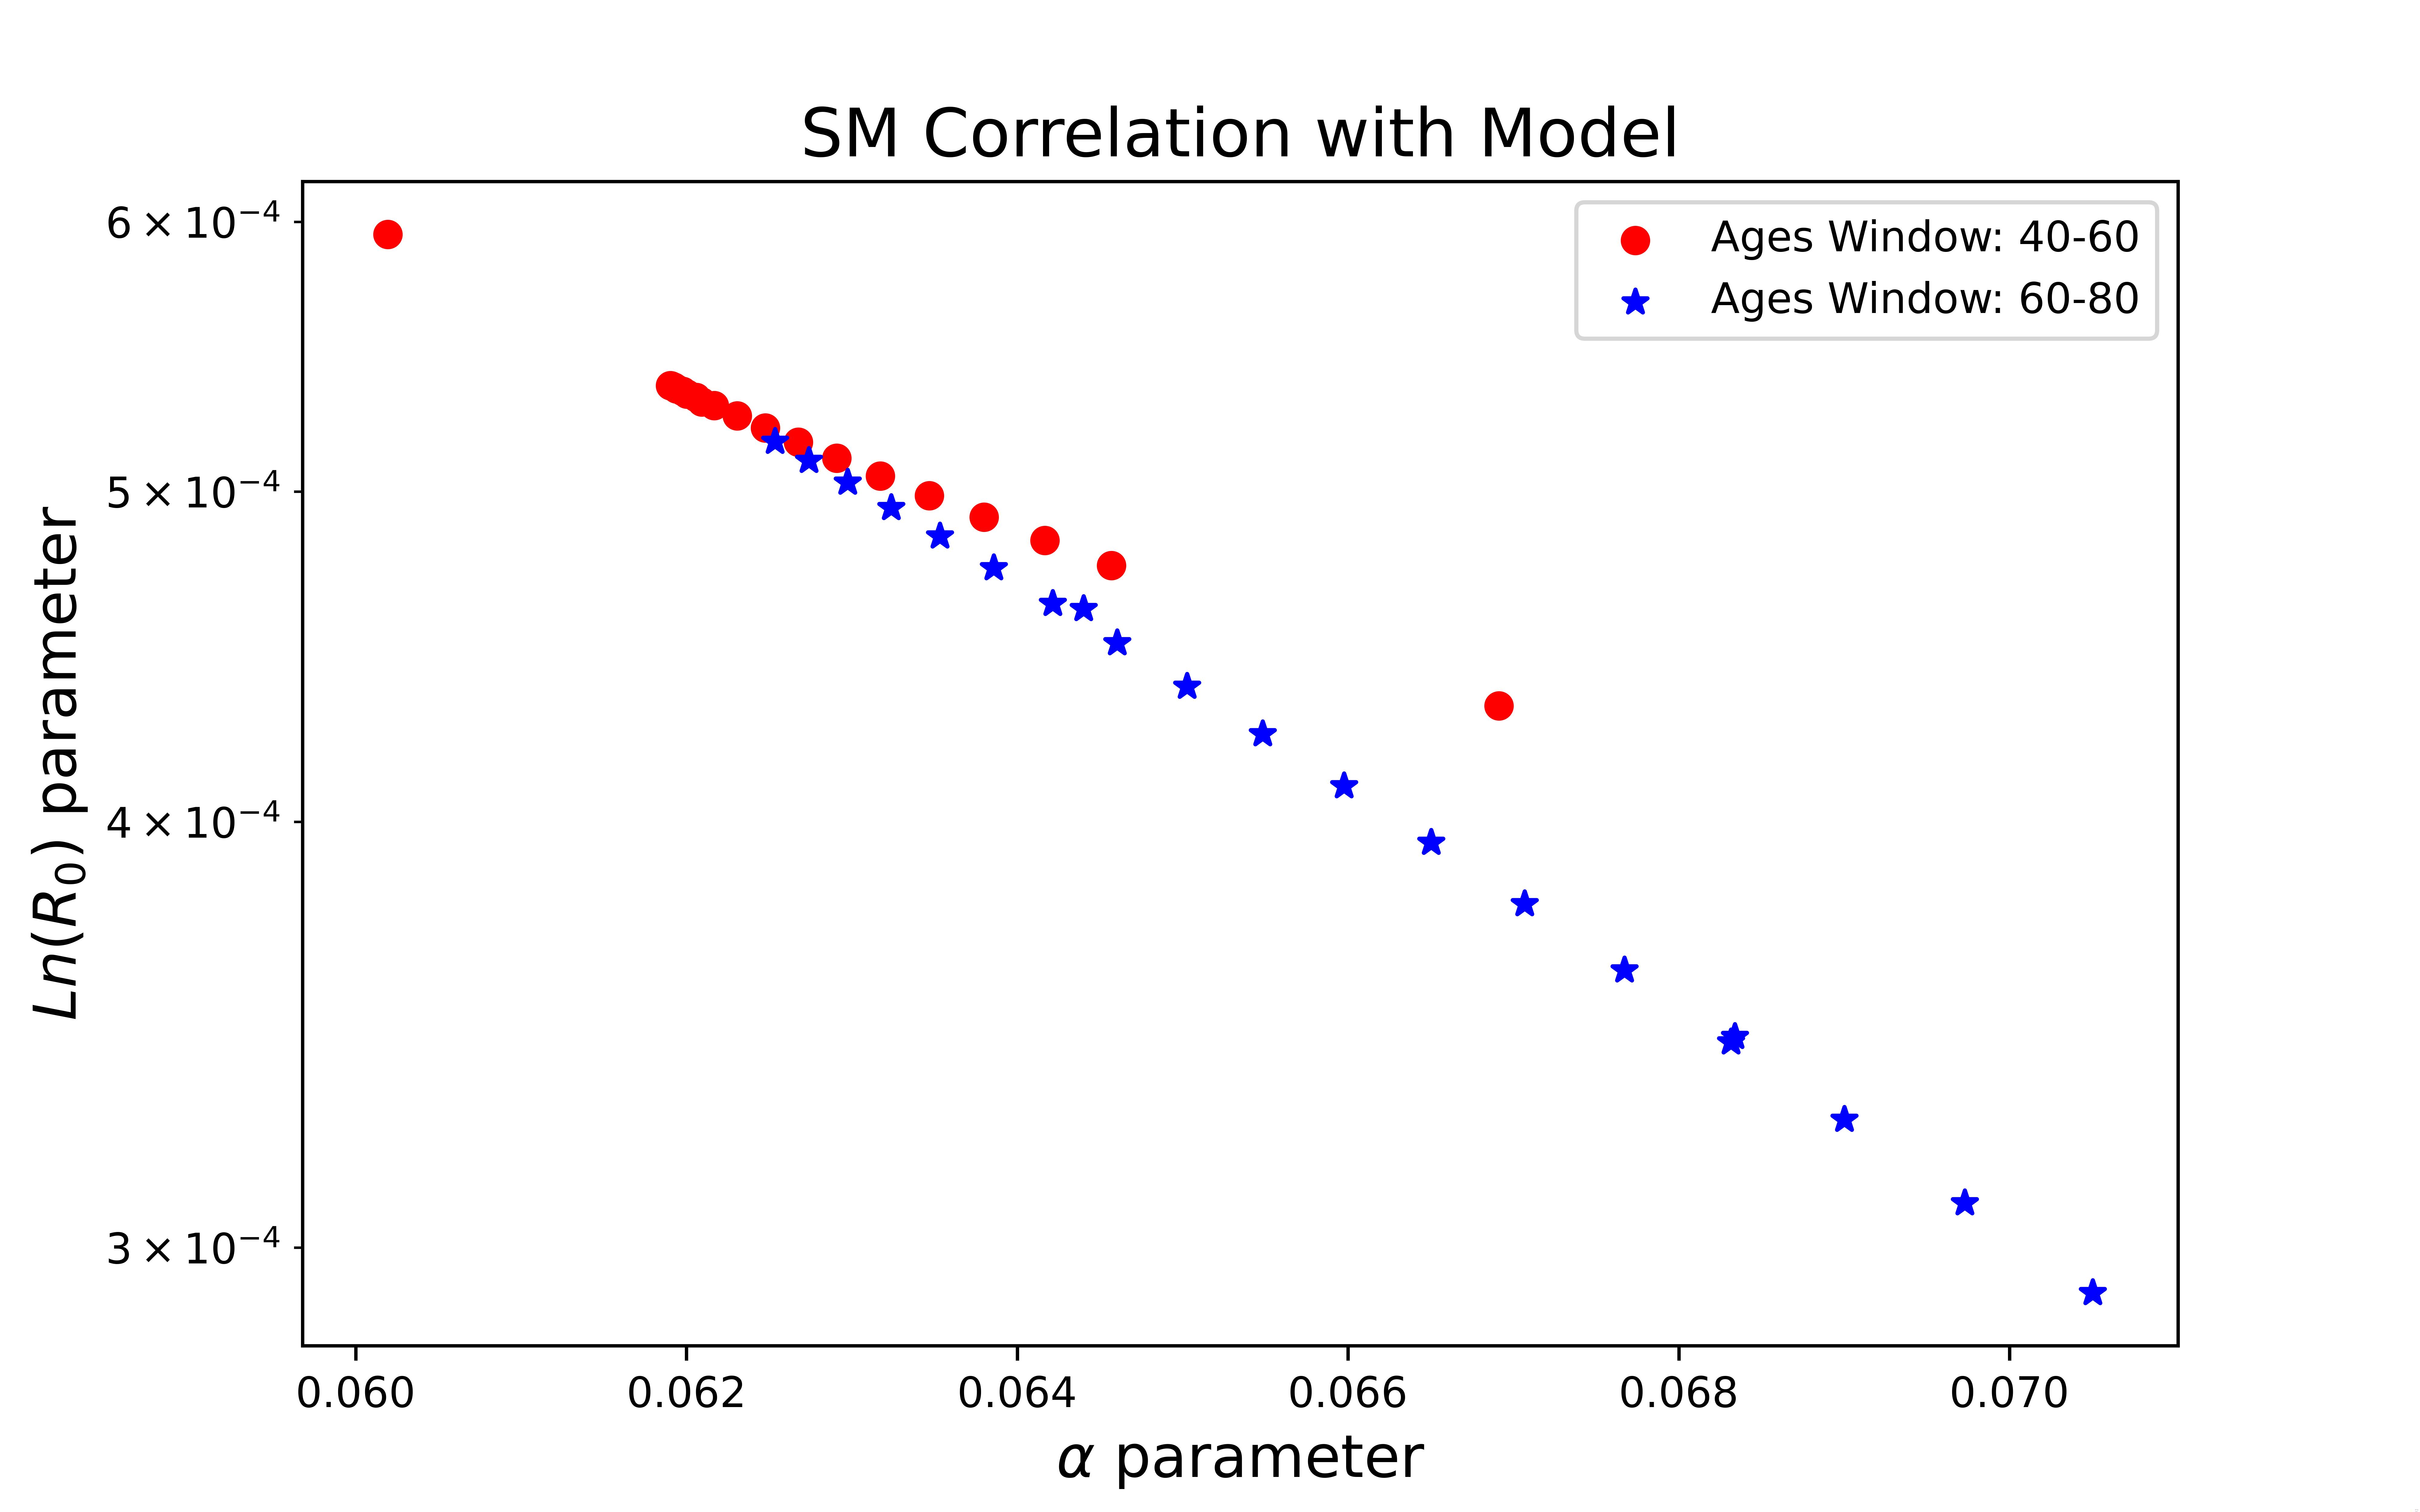 SM Correlation with Model
Ages Window: 40-60
Ages Window: 60-80
6 × 10⁻⁴
5 × 10⁻⁴
4 × 10⁻⁴
3 × 10⁻⁴
Ln(R₀) parameter
0.060 0.062 0.064 0.066 0.068 0.070
α parameter